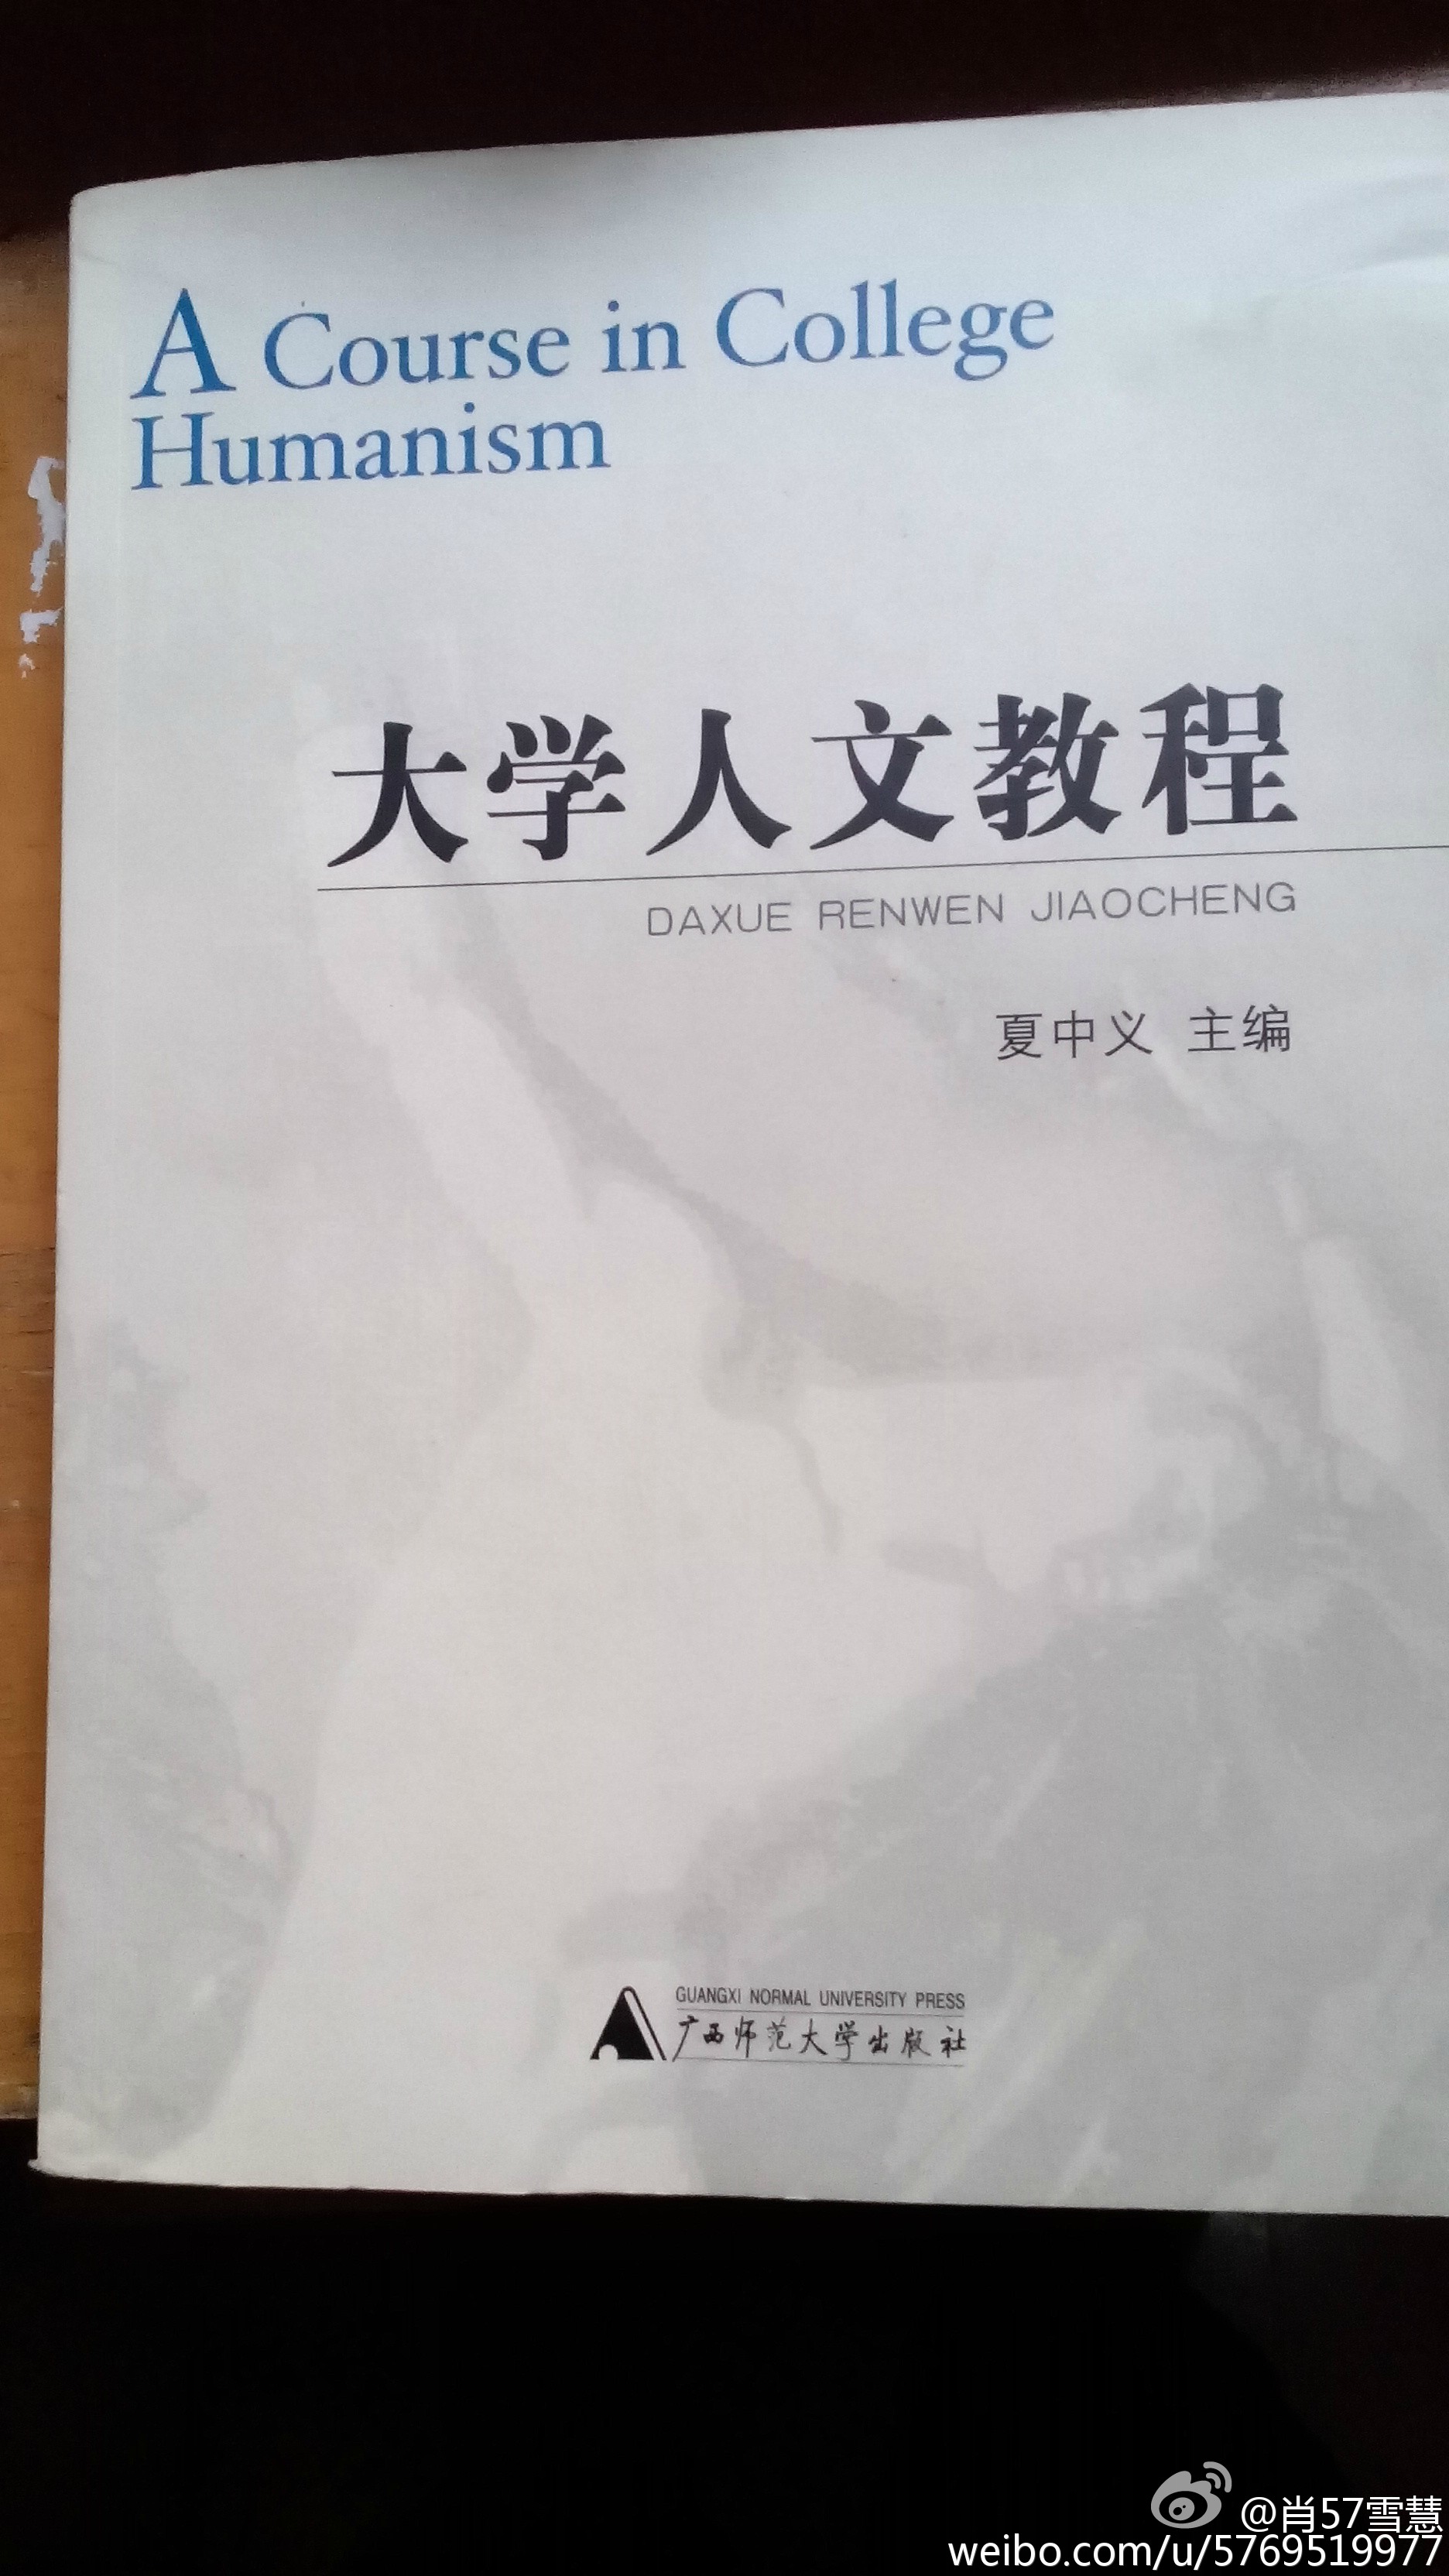 A Course in College
Humanism
大学人文教程
DAXUE RENWEN JIAOCHENG
夏中义 主编
GUANGXI NORMAL UNIVERSITY PRESS
广西师范大学出版社
@肖57雪慧
weibo.com/u/5769519977